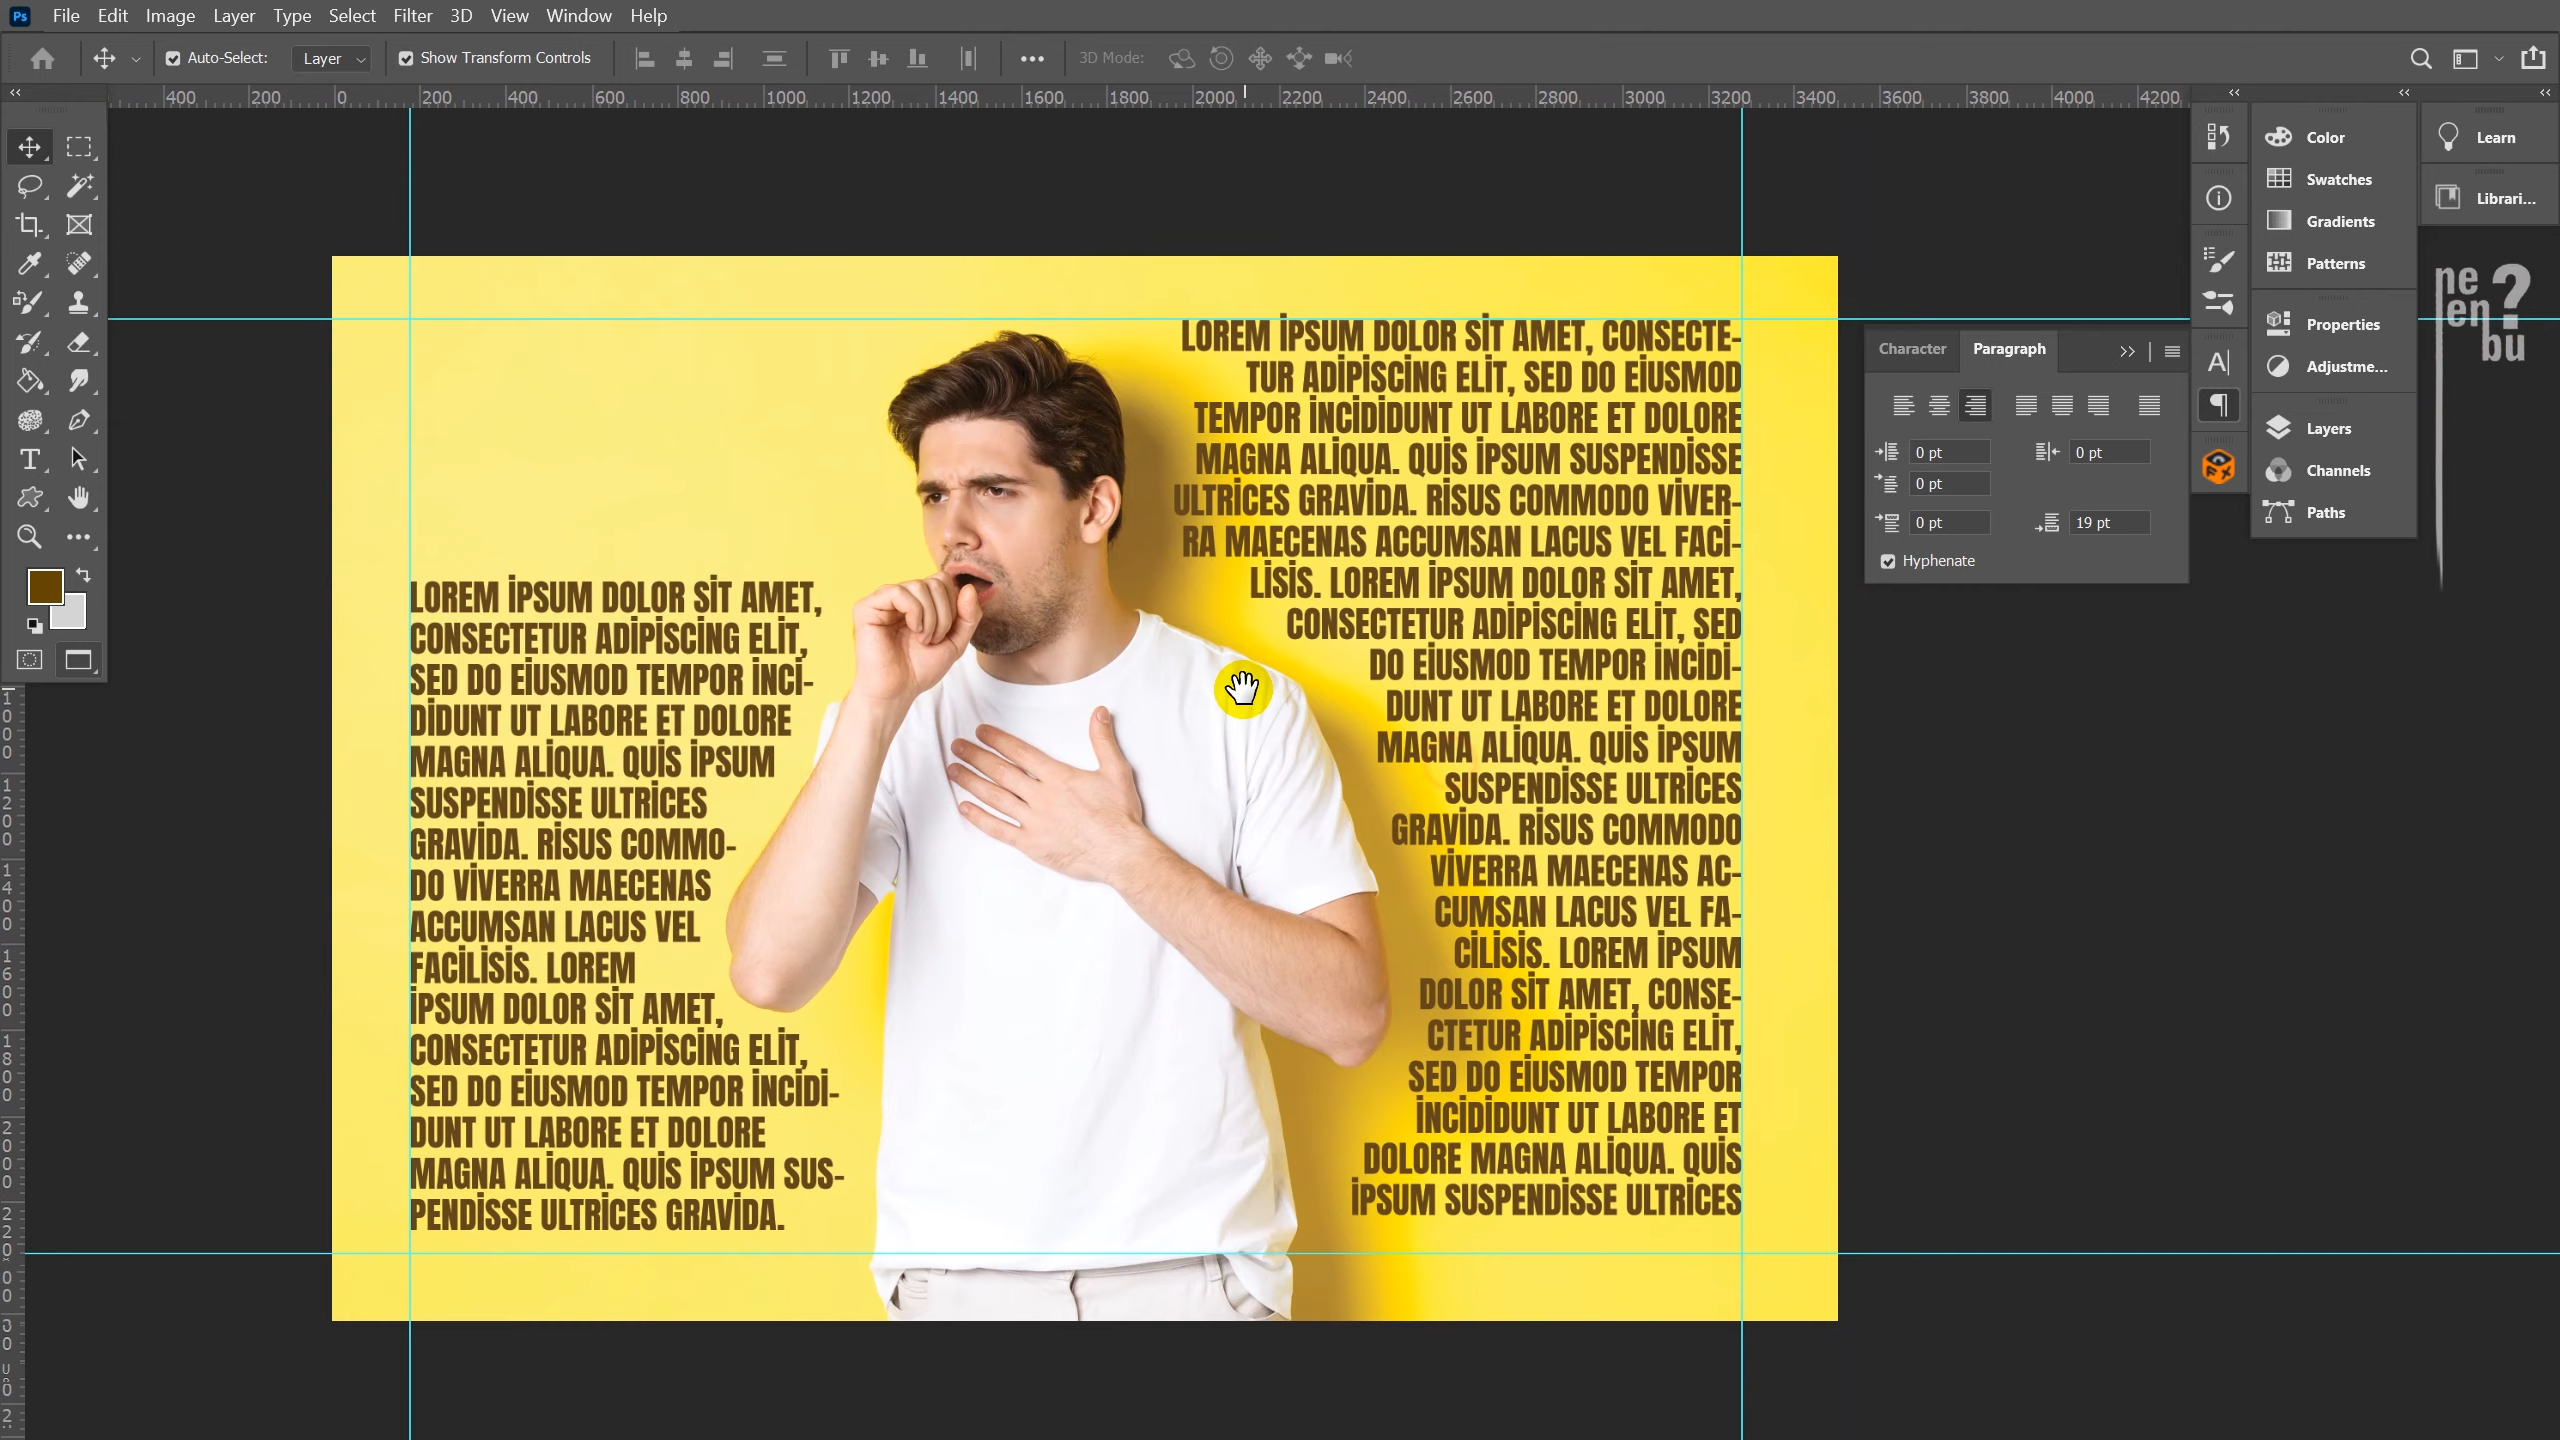 Ps File Edit Image Layer Type Select Filter 3D View Window Help
Auto-Select: Layer Show Transform Controls 3D Mode:
400 200 0 200 400 600 800 1000 1200 1400 1600 1800 2000 2200 2400 2600 2800 3000 3200 3400 3600 3800 4000 4200
Color
Swatches
Gradients
Patterns
Properties
Adjustme...
Layers
Channels
Paths
Learn
Librari...
ne
len
bu
?
Character Paragraph
0 pt 0 pt
0 pt
0 pt 19 pt
Hyphenate
LOREM İPSUM DOLOR SİT AMET,
CONSECTETUR ADİPİSCİNG ELİT,
SED DO EİUSMOD TEMPOR İNCİ-
DİDUNT UT LABORE ET DOLORE
MAGNA ALİQUA. QUİS İPSUM
SUSPENDİSSE ULTRİCES
GRAVİDA. RİSUS COMMO-
DO VİVERRA MAECENAS
ACCUMSAN LACUS VEL
FACİLİSİS. LOREM
İPSUM DOLOR SİT AMET,
CONSECTETUR ADİPİSCİNG ELİT,
SED DO EİUSMOD TEMPOR İNCİDİ-
DUNT UT LABORE ET DOLORE
MAGNA ALİQUA. QUİS İPSUM SUS-
PENDİSSE ULTRİCES GRAVİDA.
LOREM İPSUM DOLOR SİT AMET, CONSECTE-
TUR ADİPİSCİNG ELİT, SED DO EİUSMOD
TEMPOR İNCİDİDUNT UT LABORE ET DOLORE
MAGNA ALİQUA. QUİS İPSUM SUSPENDİSSE
ULTRİCES GRAVİDA. RİSUS COMMODO VİVER-
RA MAECENAS ACCUMSAN LACUS VEL FACİ-
LİSİS. LOREM İPSUM DOLOR SİT AMET,
CONSECTETUR ADİPİSCİNG ELİT, SED
DO EİUSMOD TEMPOR İNCİDİ-
DUNT UT LABORE ET DOLORE
MAGNA ALİQUA. QUİS İPSUM
SUSPENDİSSE ULTRİCES
GRAVİDA. RİSUS COMMODO
VİVERRA MAECENAS AC-
CUMSAN LACUS VEL FA-
CİLİSİS. LOREM İPSUM
DOLOR SİT AMET, CONSE-
CTETUR ADİPİSCİNG ELİT,
SED DO EİUSMOD TEMPOR
İNCİDİDUNT UT LABORE ET
DOLORE MAGNA ALİQUA. QUİS
İPSUM SUSPENDİSSE ULTRİCES